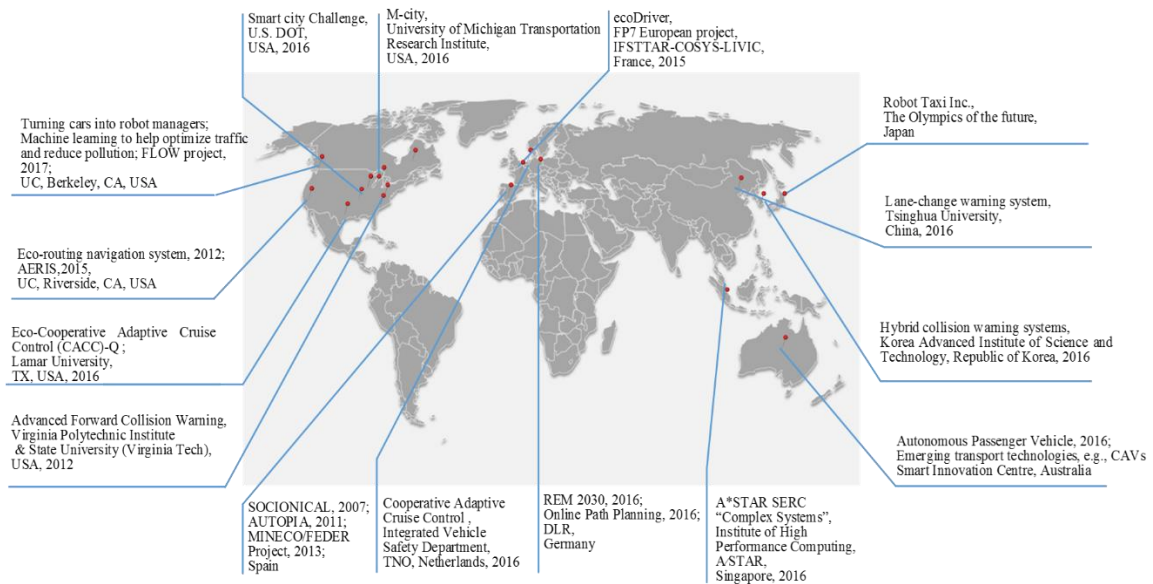 Smart city Challenge,
U.S. DOT,
USA, 2016
M-city,
University of Michigan Transportation
Research Institute,
USA, 2016
ecoDriver,
FP7 European project,
IFSTTAR-COSYS-LIVIC,
France, 2015
Turning cars into robot managers;
Machine learning to help optimize traffic
and reduce pollution; FLOW project,
2017;
UC, Berkeley, CA, USA
Robot Taxi Inc.,
The Olympics of the future,
Japan
Lane-change warning system,
Tsinghua University,
China, 2016
Eco-routing navigation system, 2012;
AERIS,2015,
UC, Riverside, CA, USA
Eco-Cooperative Adaptive Cruise
Control (CACC)-Q ;
Lamar University,
TX, USA, 2016
Hybrid collision warning systems,
Korea Advanced Institute of Science and
Technology, Republic of Korea, 2016
Advanced Forward Collision Warning,
Virginia Polytechnic Institute
& State University (Virginia Tech),
USA, 2012
Autonomous Passenger Vehicle, 2016;
Emerging transport technologies, e.g., CAVs
Smart Innovation Centre, Australia
SOCIONICAL, 2007;
AUTOPIA, 2011;
MINECO/FEDER
Project, 2013;
Spain
Cooperative Adaptive
Cruise Control ,
Integrated Vehicle
Safety Department,
TNO, Netherlands, 2016
REM 2030, 2016;
Online Path Planning, 2016;
DLR,
Germany
A*STAR SERC
“Complex Systems”,
Institute of High
Performance Computing,
A/STAR,
Singapore, 2016